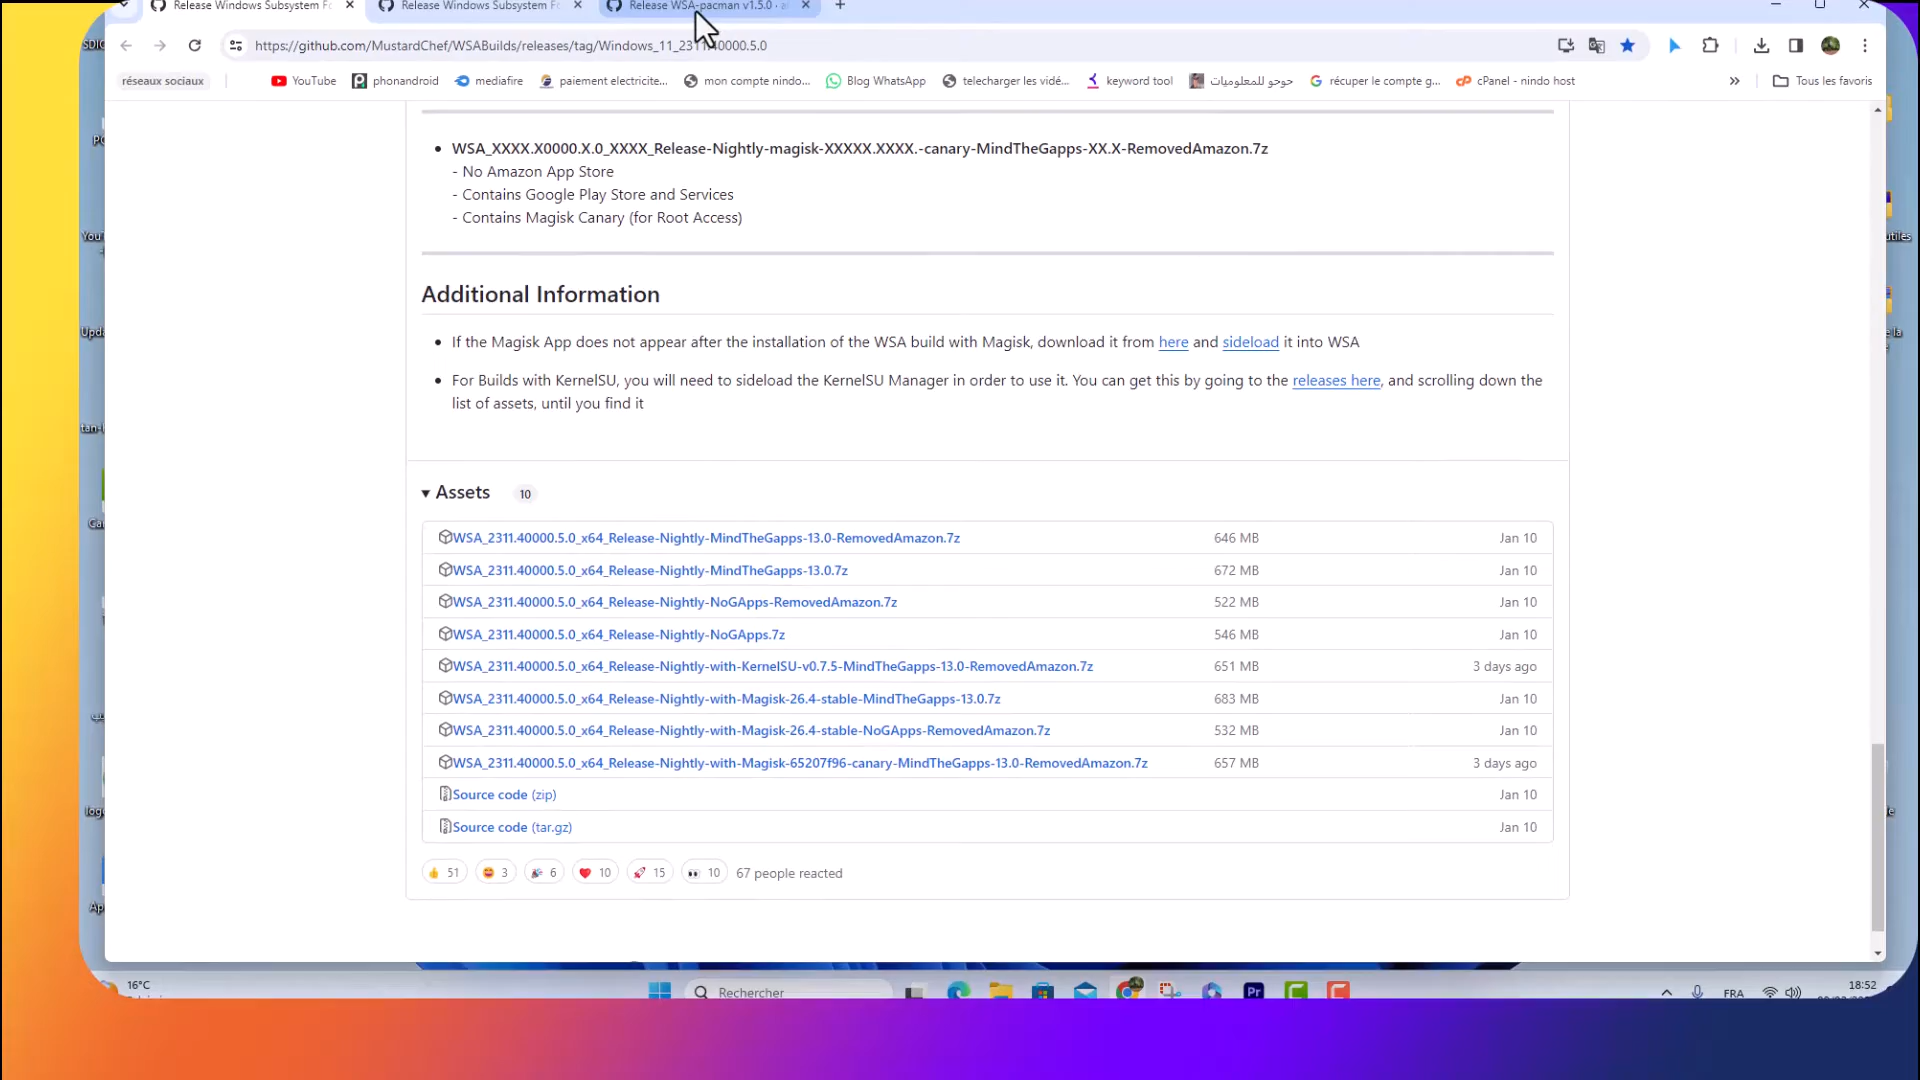 Release Windows Subsystem Fo
Release Windows Subsystem Fo
Release WSA-pacman v1.5.0 · al
https://github.com/MustardChef/WSABuilds/releases/tag/Windows_11_2311.40000.5.0
réseaux sociaux
YouTube
phonandroid
mediafire
paiement electricite...
mon compte nindo...
Blog WhatsApp
telecharger les vidé...
keyword tool
حوحو للمعلوميات
récuper le compte g...
cPanel - nindo host
»
Tous les favoris
• WSA_XXXX.X0000.X.0_XXXX_Release-Nightly-magisk-XXXXX.XXXX.-canary-MindTheGapps-XX.X-RemovedAmazon.7z
- No Amazon App Store
- Contains Google Play Store and Services
- Contains Magisk Canary (for Root Access)
Additional Information
• If the Magisk App does not appear after the installation of the WSA build with Magisk, download it from here and sideload it into WSA
• For Builds with KernelSU, you will need to sideload the KernelSU Manager in order to use it. You can get this by going to the releases here, and scrolling down the
list of assets, until you find it
Assets 10
WSA_2311.40000.5.0_x64_Release-Nightly-MindTheGapps-13.0-RemovedAmazon.7z 646 MB Jan 10
WSA_2311.40000.5.0_x64_Release-Nightly-MindTheGapps-13.0.7z 672 MB Jan 10
WSA_2311.40000.5.0_x64_Release-Nightly-NoGApps-RemovedAmazon.7z 522 MB Jan 10
WSA_2311.40000.5.0_x64_Release-Nightly-NoGApps.7z 546 MB Jan 10
WSA_2311.40000.5.0_x64_Release-Nightly-with-KernelSU-v0.7.5-MindTheGapps-13.0-RemovedAmazon.7z 651 MB 3 days ago
WSA_2311.40000.5.0_x64_Release-Nightly-with-Magisk-26.4-stable-MindTheGapps-13.0.7z 683 MB Jan 10
WSA_2311.40000.5.0_x64_Release-Nightly-with-Magisk-26.4-stable-NoGApps-RemovedAmazon.7z 532 MB Jan 10
WSA_2311.40000.5.0_x64_Release-Nightly-with-Magisk-65207f96-canary-MindTheGapps-13.0-RemovedAmazon.7z 657 MB 3 days ago
Source code (zip) Jan 10
Source code (tar.gz) Jan 10
51 3 6 10 15 10 67 people reacted
16°C
Rechercher
Pr
FRA
18:52